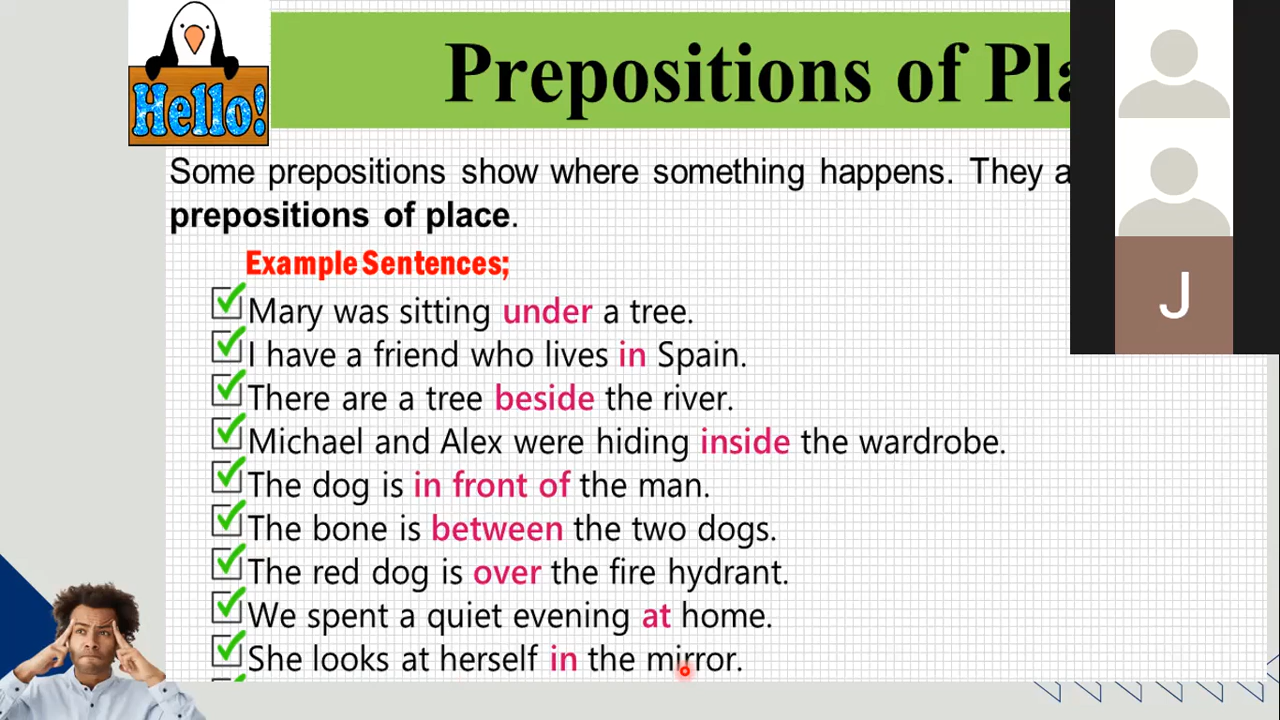 Hello!
Prepositions of
Some prepositions show where something happens. They
prepositions of place.
Example Sentences;
Mary was sitting under a tree.
I have a friend who lives in Spain.
There are a tree beside the river.
Michael and Alex were hiding inside the wardrobe.
The dog is in front of the man.
The bone is between the two dogs.
The red dog is over the fire hydrant.
We spent a quiet evening at home.
She looks at herself in the mirror.
J